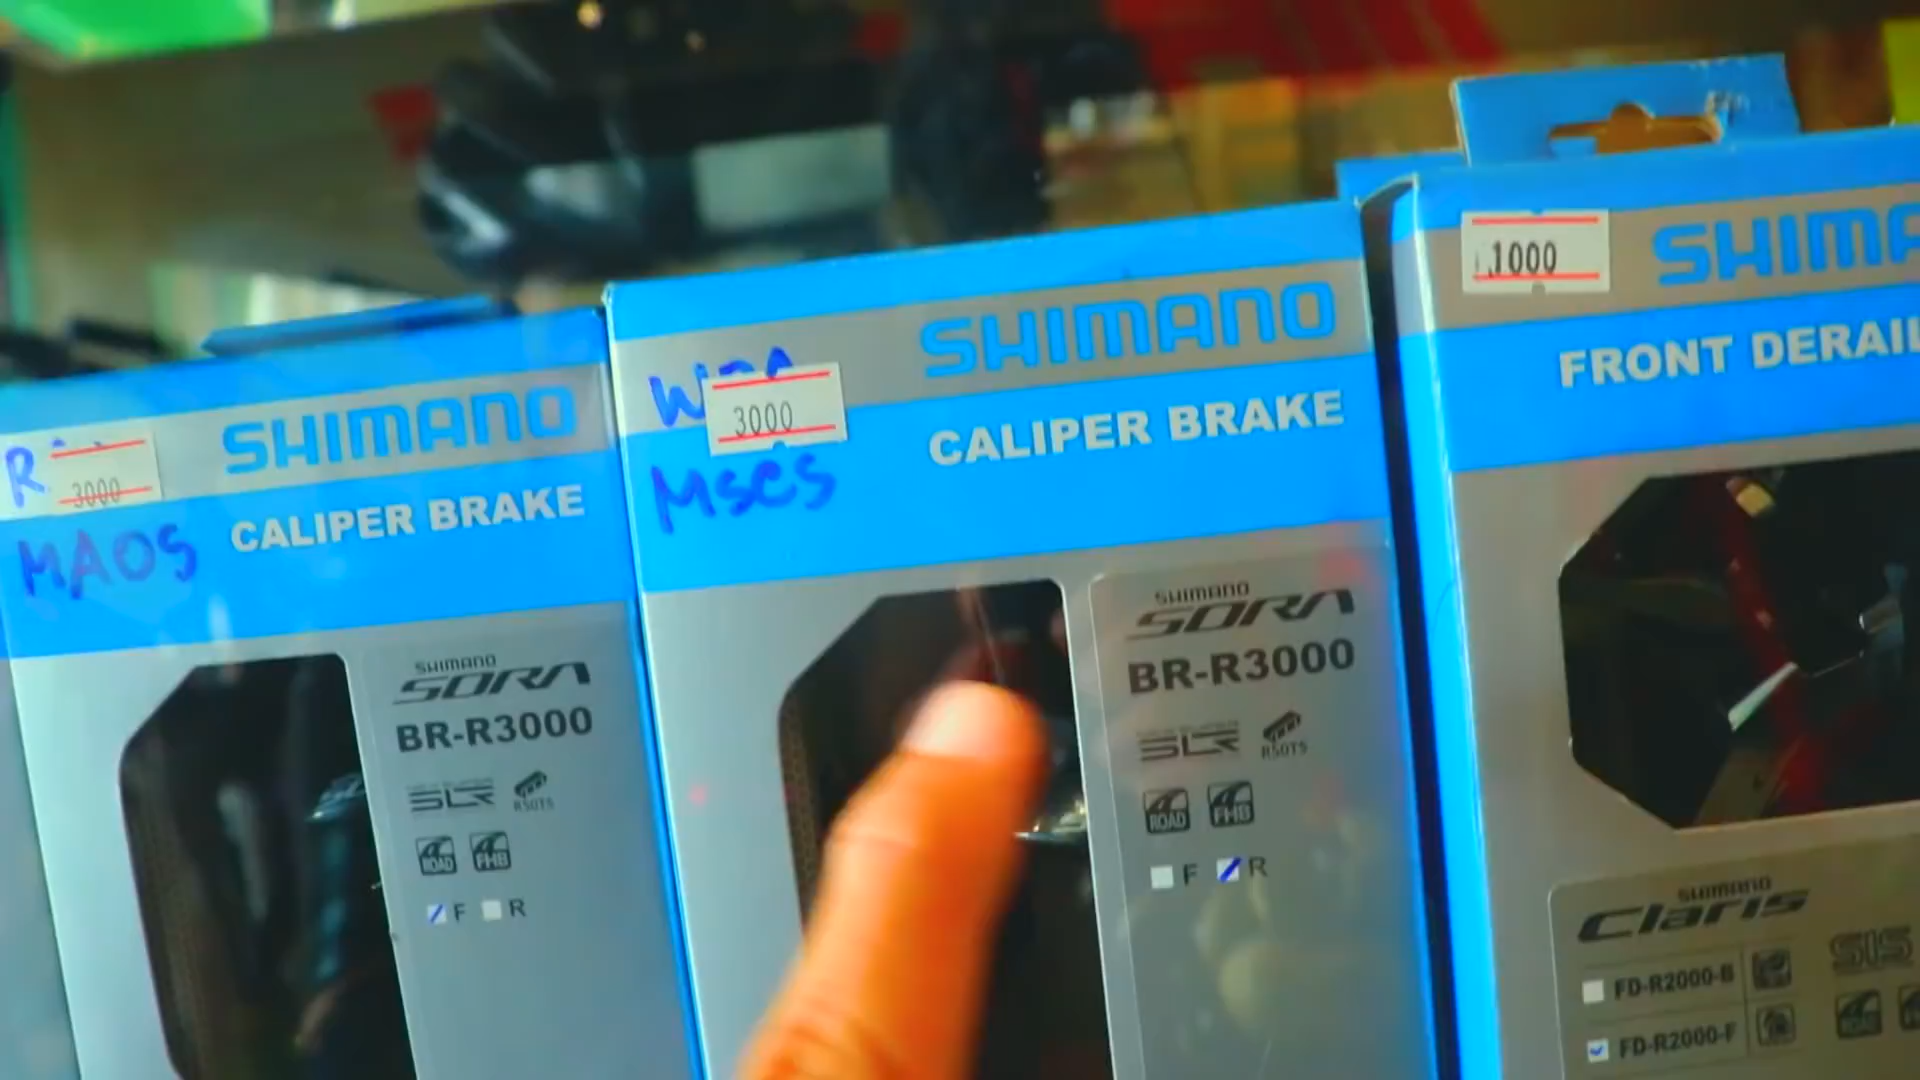 3000
SHIMANO
CALIPER BRAKE
MAOS
SHIMANO
SORA
BR-R3000
SLR
R50T5
ROAD
FHB
F
R
3000
SHIMANO
CALIPER BRAKE
MSCS
SHIMANO
SORA
BR-R3000
SLR
R50T5
ROAD
FHB
F
R
1000
SHIMA
FRONT DERAIL
SHIMANO
Claris
SIS
FD-R2000-B
FD-R2000-F
ROAD